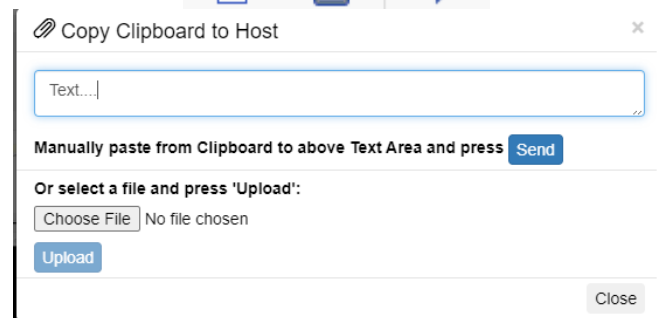 Copy Clipboard to Host ×
Text....
Manually paste from Clipboard to above Text Area and press Send
Or select a file and press 'Upload':
Choose File No file chosen
Upload
Close